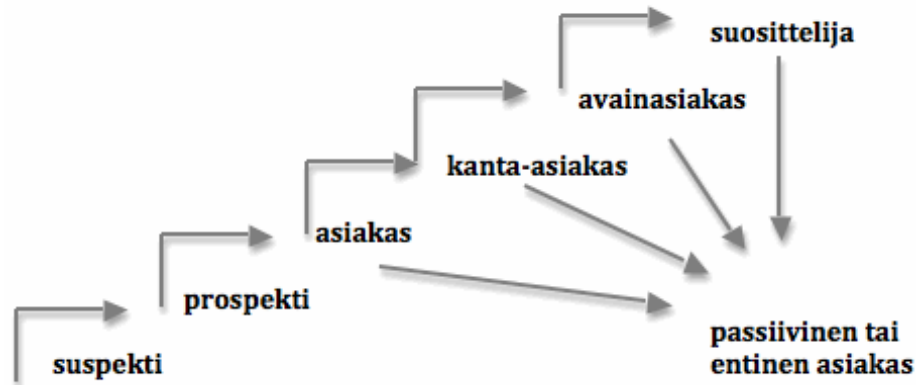 suosittelija
avainasiakas
kanta-asiakas
asiakas
prospekti
suspekti
passiivinen tai
entinen asiakas